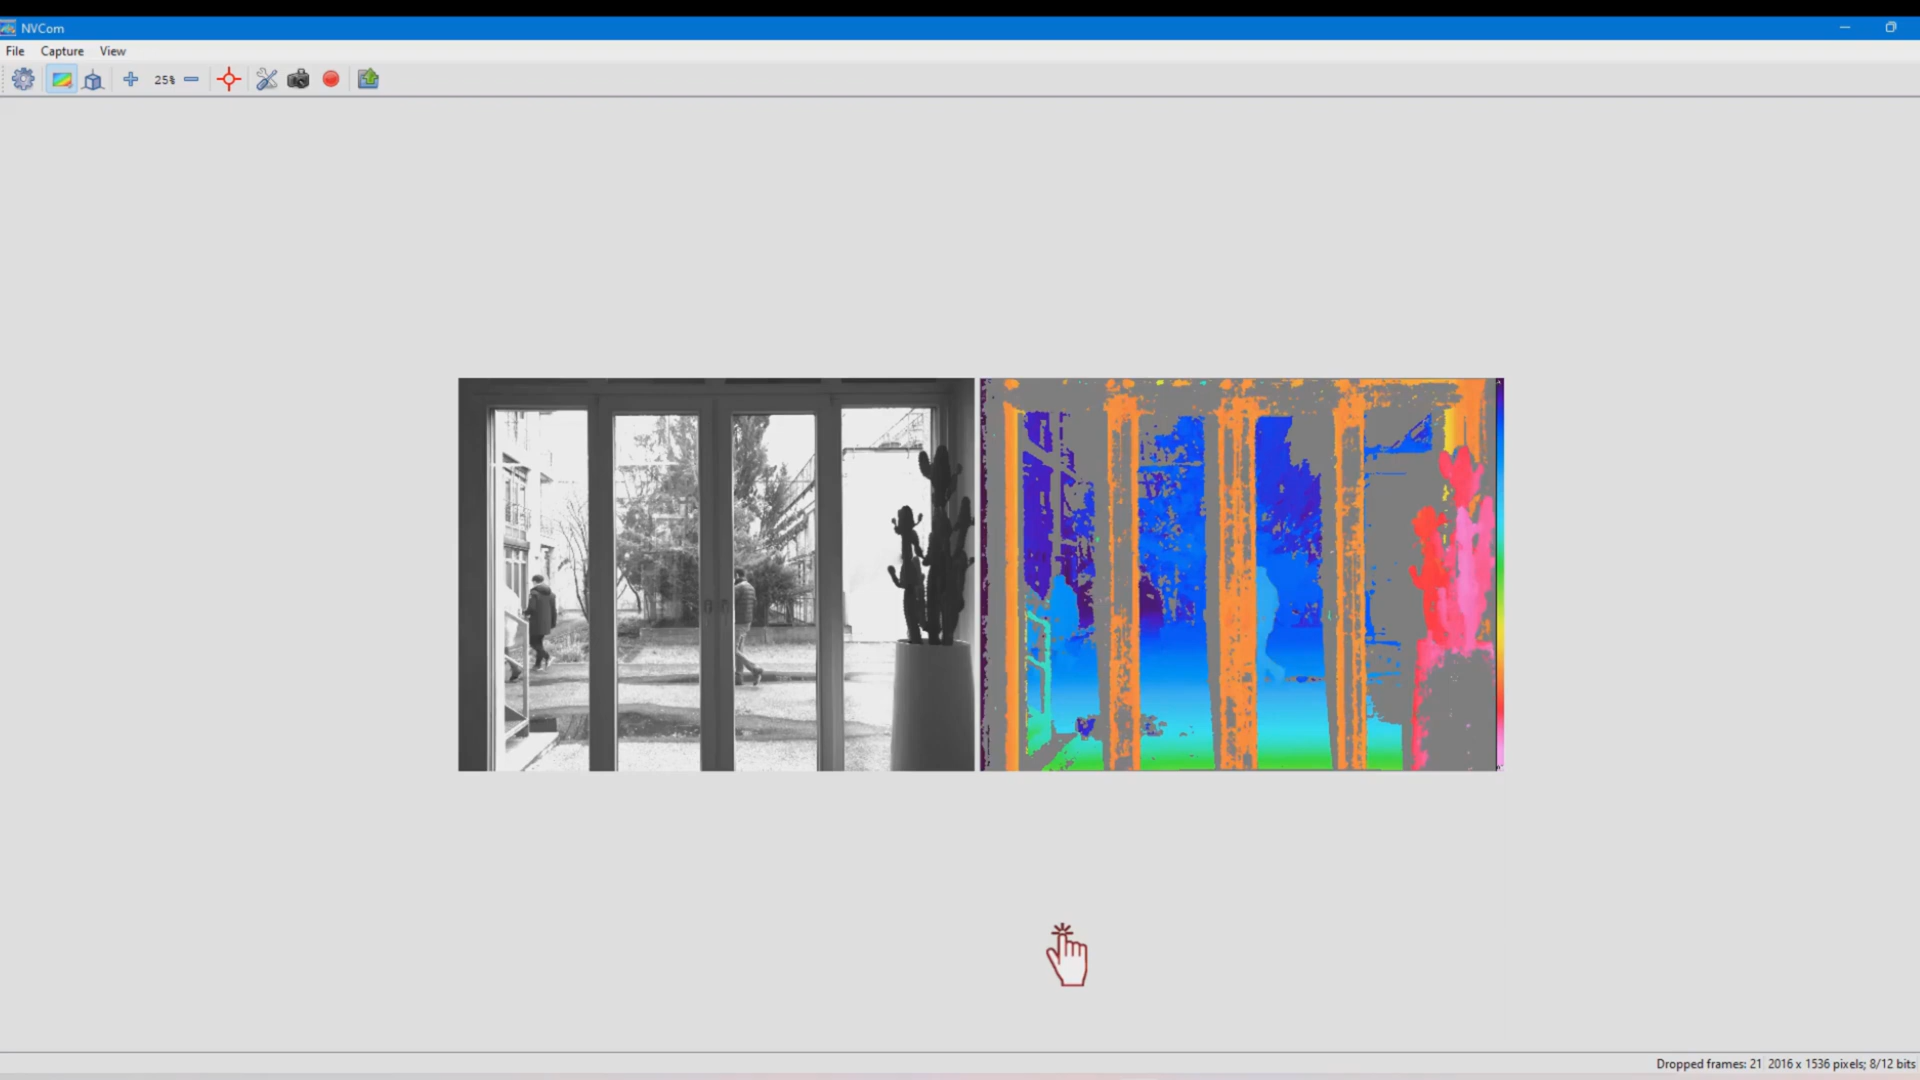 NVCom
File Capture View
25%
Dropped frames: 21 2016 x 1536 pixels; 8/12 bits